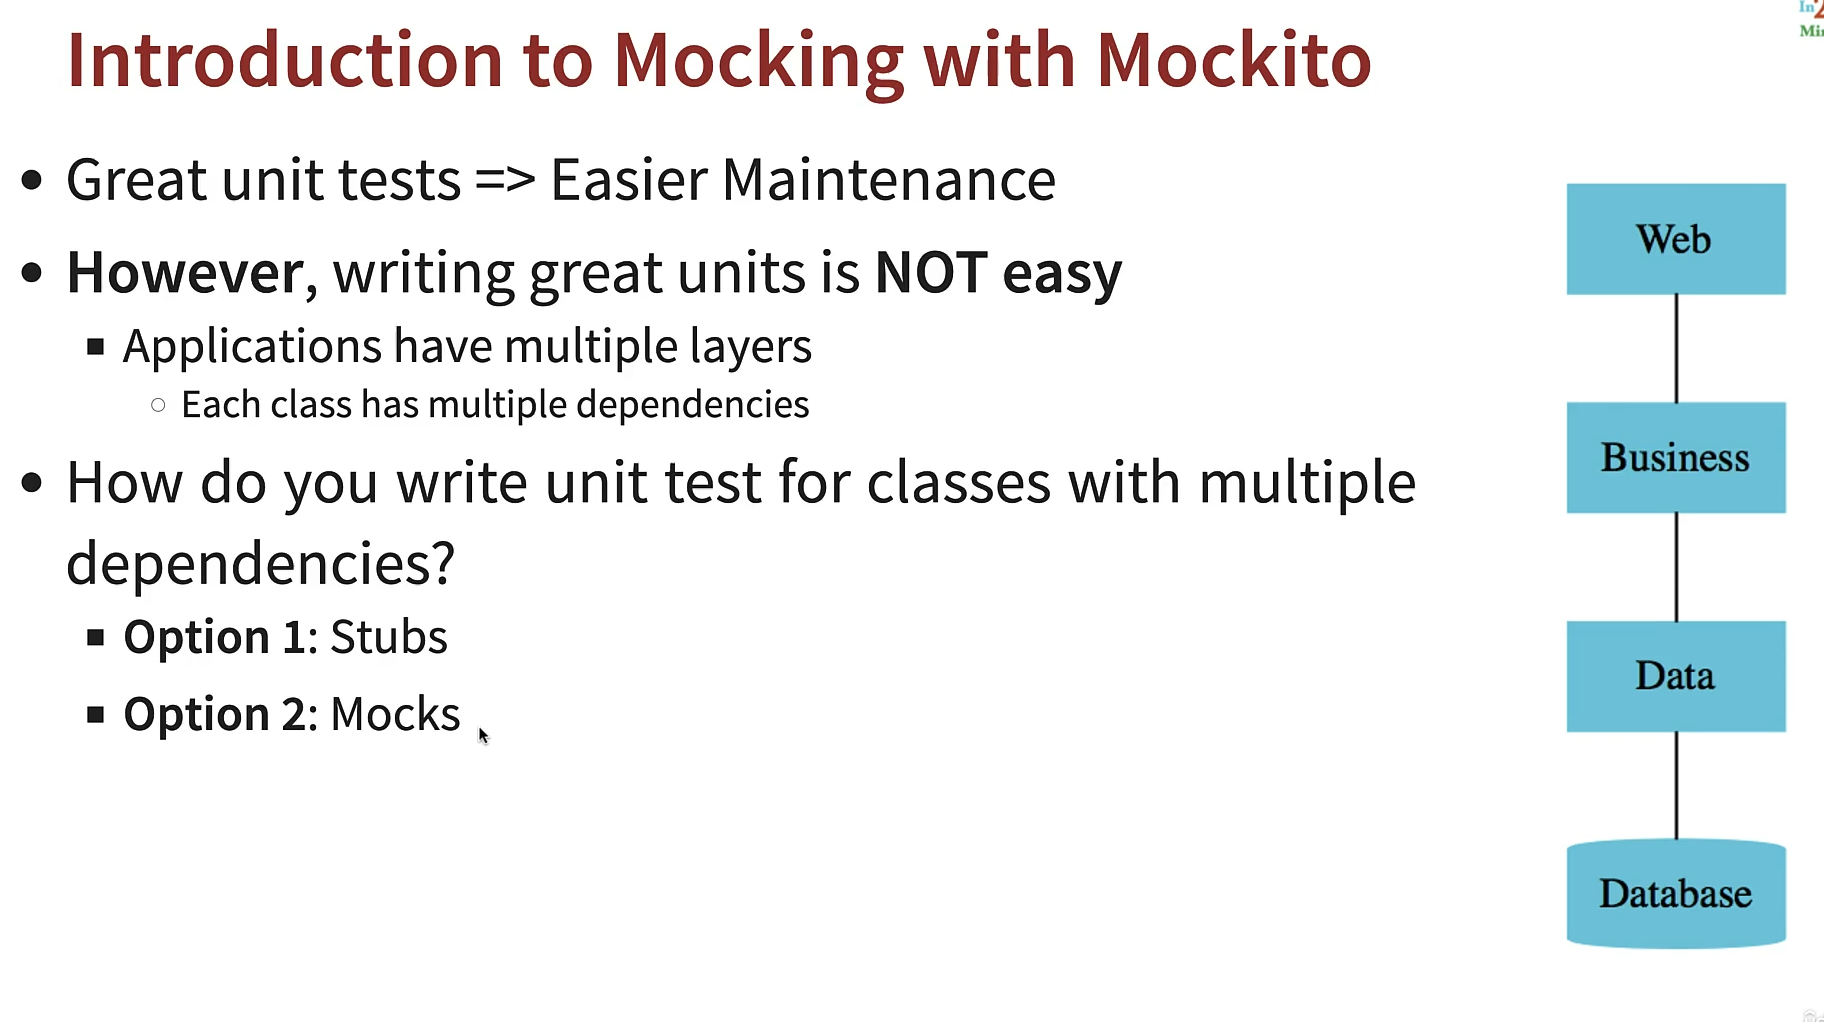 Introduction to Mocking with Mockito
Great unit tests => Easier Maintenance
However, writing great units is NOT easy
Applications have multiple layers
Each class has multiple dependencies
How do you write unit test for classes with multiple
dependencies?
Option 1: Stubs
Option 2: Mocks
Web
Business
Data
Database
In